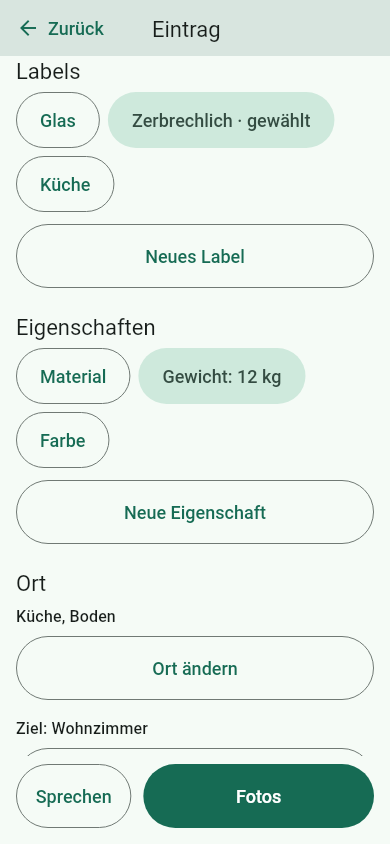 Zurück Eintrag
Labels
Glas Zerbrechlich · gewählt
Küche
Neues Label
Eigenschaften
Material Gewicht: 12 kg
Farbe
Neue Eigenschaft
Ort
Küche, Boden
Ort ändern
Ziel: Wohnzimmer
Sprechen Fotos